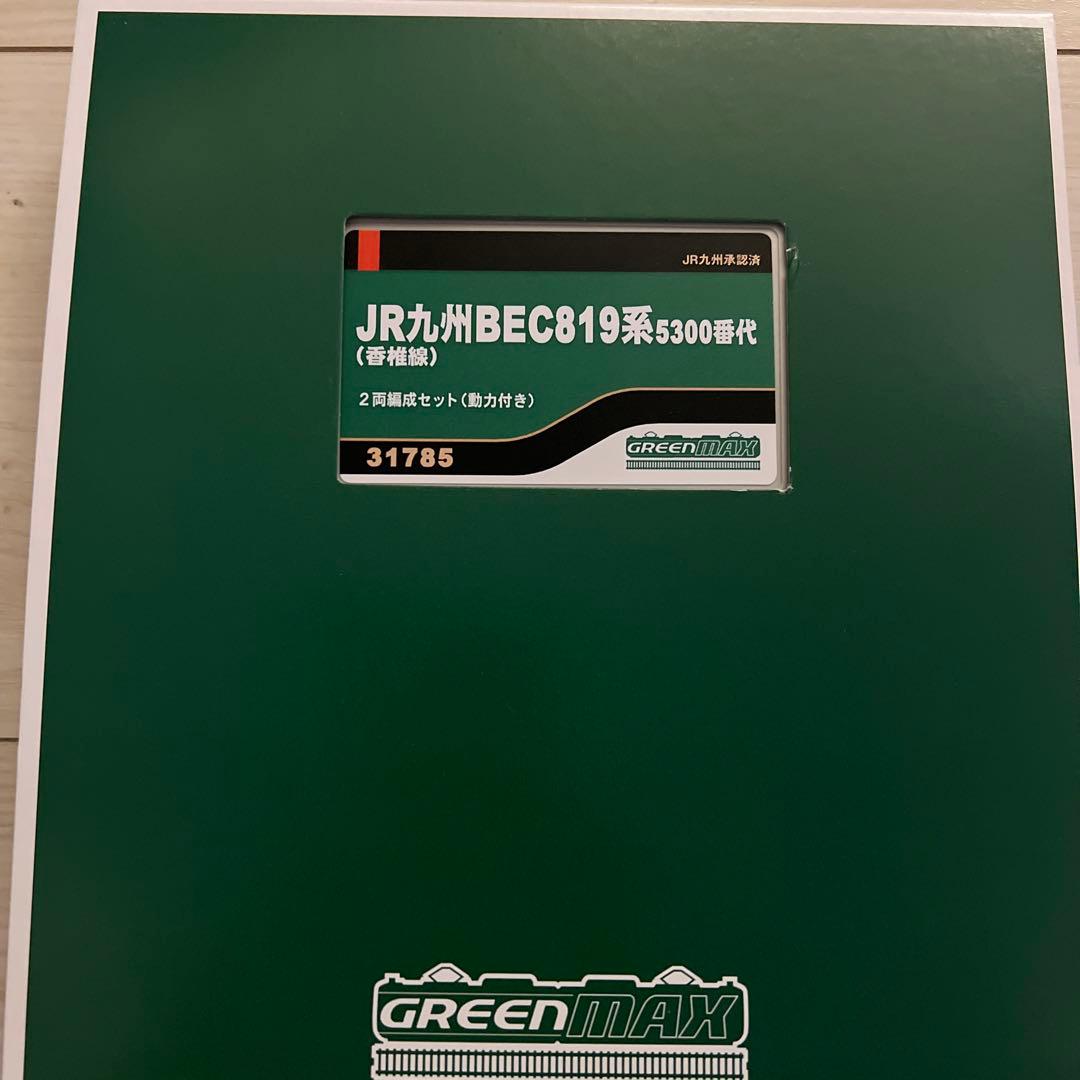 JR九州承認済
JR九州BEC819系5300番代
（香椎線）
2両編成セット（動力付き）
31785
GREENMAX
GREENMAX